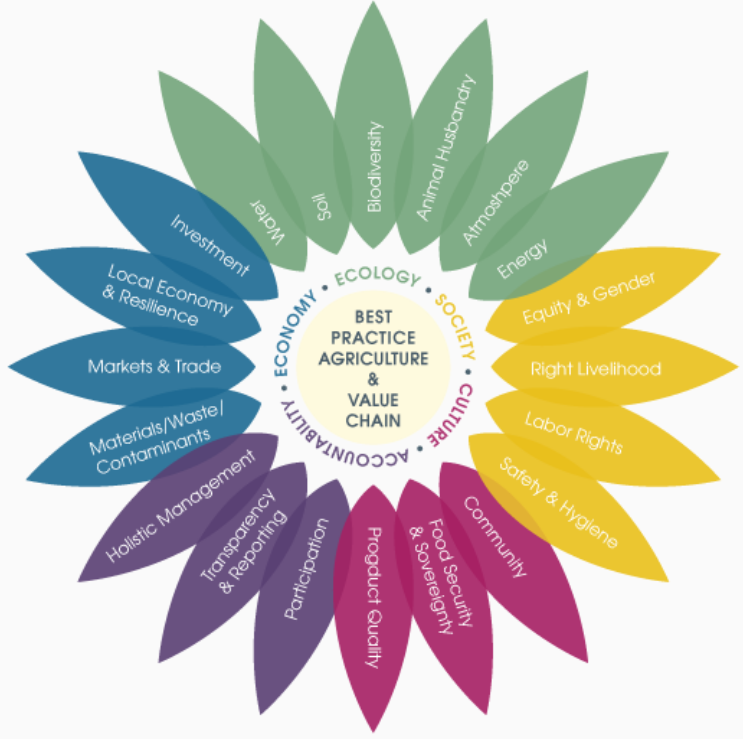 BEST
PRACTICE
AGRICULTURE
&
VALUE
CHAIN
ECOLOGY
SOCIETY
CULTURE
ACCOUNTABILITY
ECONOMY
Water
Soil
Biodiversity
Animal Husbandry
Atmoshpere
Energy
Equity & Gender
Right Livelihood
Labor Rights
Safety & Hygiene
Community
Food Security
& Sovereignty
Progduct Quality
Participation
Transparency
& Reporting
Holistic Management
Materials/Waste/
Contaminants
Markets & Trade
Local Economy
& Resilience
Investment